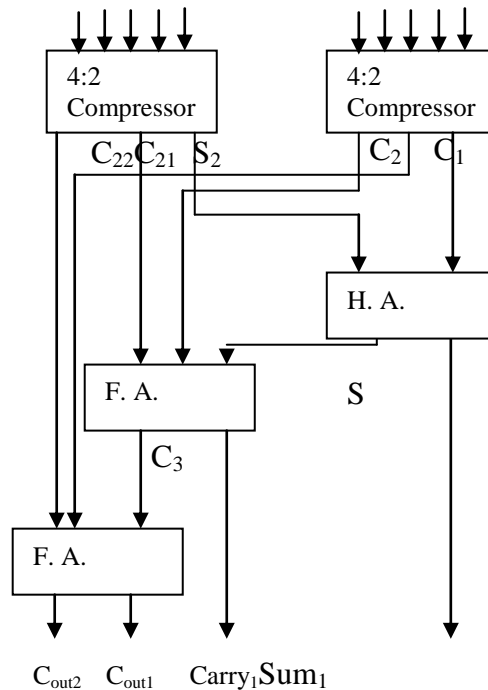 4:2
Compressor
4:2
Compressor
C22C21 S2
C2 C1
H. A.
F. A.
S
C3
F. A.
Cout2 Cout1 Carry1Sum1